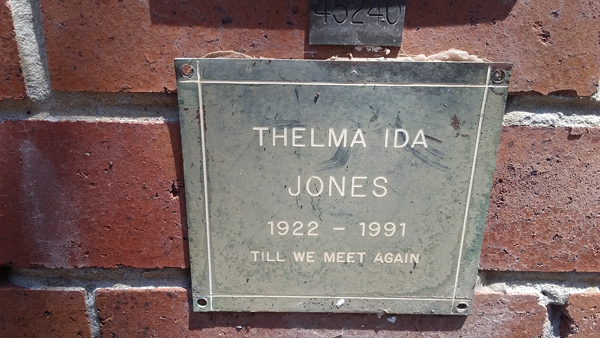 45240
THELMA IDA
JONES
1922 - 1991
TILL WE MEET AGAIN